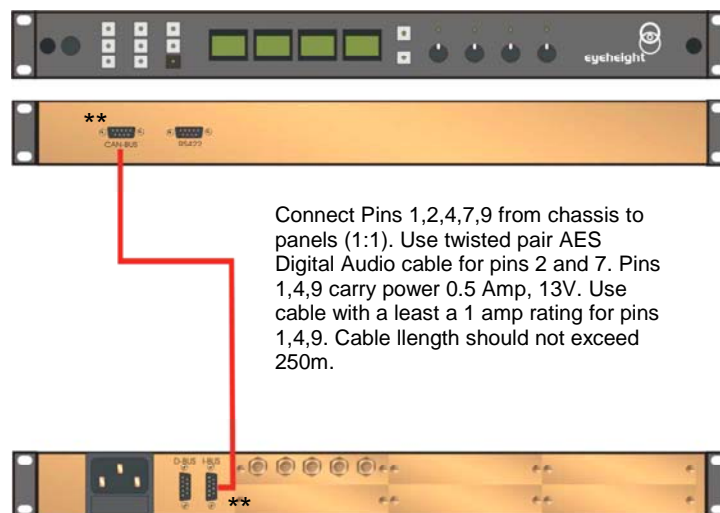 eyeheight
**
CAN-BUS RS422
Connect Pins 1,2,4,7,9 from chassis to
panels (1:1). Use twisted pair AES
Digital Audio cable for pins 2 and 7. Pins
1,4,9 carry power 0.5 Amp, 13V. Use
cable with a least a 1 amp rating for pins
1,4,9. Cable llength should not exceed
250m.
D-BUS I-BUS
**